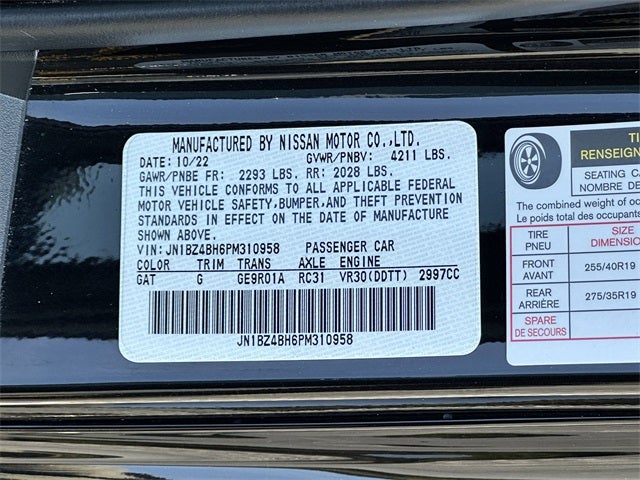 MANUFACTURED BY NISSAN MOTOR CO.,LTD.
DATE: 10/22 GVWR/PNBV: 4211 LBS.
GAWR/PNBE FR: 2293 LBS. RR: 2028 LBS.
THIS VEHICLE CONFORMS TO ALL APPLICABLE FEDERAL
MOTOR VEHICLE SAFETY,BUMPER,AND THEFT PREVENTION
STANDARDS IN EFFECT ON THE DATE OF MANUFACTURE
SHOWN ABOVE.
VIN: JN1BZ4BH6PM310958 PASSENGER CAR
COLOR TRIM TRANS AXLE ENGINE
GAT G GE9R01A RC31 VR30(DDTT) 2997CC
JN1BZ4BH6PM310958
TI
RENSEIGN
SEATING CA
NOMBRE DE
The combined weight of oc
Le poids total des occupant
TIRE
PNEU
SIZE
DIMENSIO
FRONT
AVANT
255/40R19
REAR
ARRIÈRE
275/35R19
SPARE
DE SECOURS